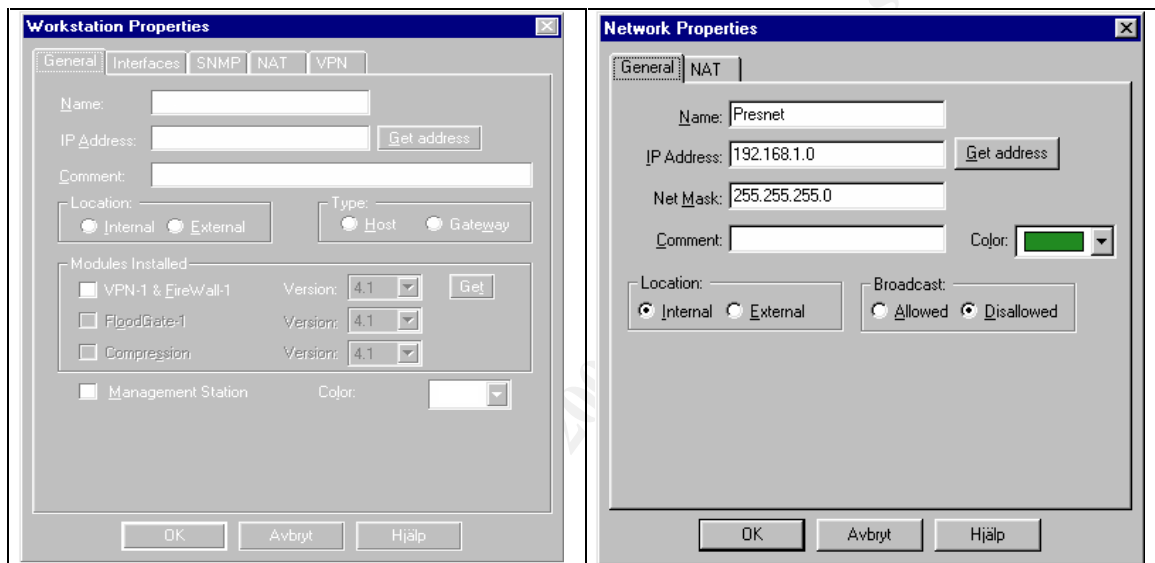 Workstation Properties
General Interfaces SNMP NAT VPN
Name:
IP Address: Get address
Comment:
Location: Type:
Internal External Host Gateway
Modules Installed
VPN-1 & FireWall-1 Version: 4.1 Get
FloodGate-1 Version: 4.1
Compression Version: 4.1
Management Station Color:
OK Avbryt Hjälp
Network Properties
General NAT
Name: Presnet
IP Address: 192.168.1.0 Get address
Net Mask: 255.255.255.0
Comment: Color:
Location: Broadcast:
Internal External Allowed Disallowed
OK Avbryt Hjälp